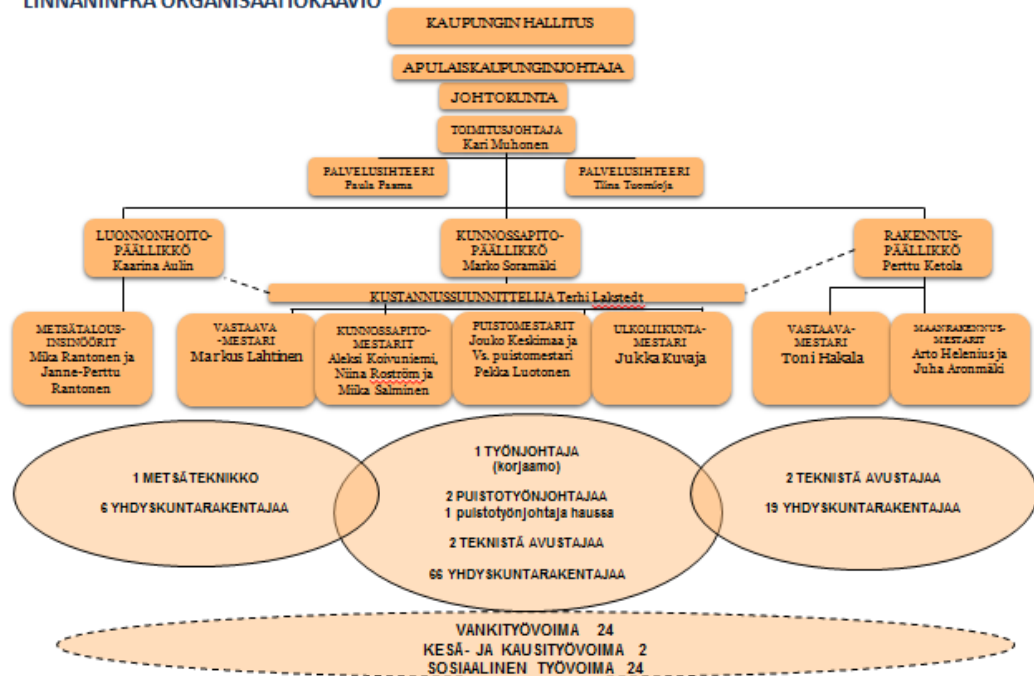 LINNANINFRA ORGANISAATIOKAAVIO
KAUPUNGIN HALLITUS
APULAISKAUPUNGINJOHTAJA
JOHTOKUNTA
TOIMITUSJOHTAJA
Kari Muhonen
PALVELUSIHTEERI
Paula Paama
PALVELUSIHTEERI
Tiina Tuomioja
LUONNONHOITO-
PÄÄLLIKKÖ
Kaarina Aulin
KUNNOSSAPITO-
PÄÄLLIKKÖ
Marko Soramäki
RAKENNUS-
PÄÄLLIKKÖ
Perttu Ketola
KUSTANNUSSUUNNITTELIJA Terhi Lakstedt
METSÄTALOUS-
INSINÖÖRIT
Mika Rantonen ja
Janne-Perttu
Rantonen
VASTAAVA
-MESTARI
Markus Lahtinen
KUNNOSSAPITO-
MESTARIT
Aleksi Koivuniemi,
Niina Roström ja
Miika Salminen
PUISTOMESTARIT
Jouko Keskimaa ja
Vs. puistomestari
Pekka Luotonen
ULKOLIIKUNTA-
MESTARI
Jukka Kuvaja
VASTAAVA-
MESTARI
Toni Hakala
MAANRAKENNUS-
MESTARIT
Arto Helenius ja
Juha Aronmäki
1 METSÄTEKNIKKO
6 YHDYSKUNTARAKENTAJAA
1 TYÖNJOHTAJA
(korjaamo)
2 PUISTOTYÖNJOHTAJAA
1 puistotyönjohtaja haussa
2 TEKNISTÄ AVUSTAJAA
66 YHDYSKUNTARAKENTAJAA
2 TEKNISTÄ AVUSTAJAA
19 YHDYSKUNTARAKENTAJAA
VANKITYÖVOIMA 24
KESÄ- JA KAUSITYÖVOIMA 2
SOSIAALINEN TYÖVOIMA 24